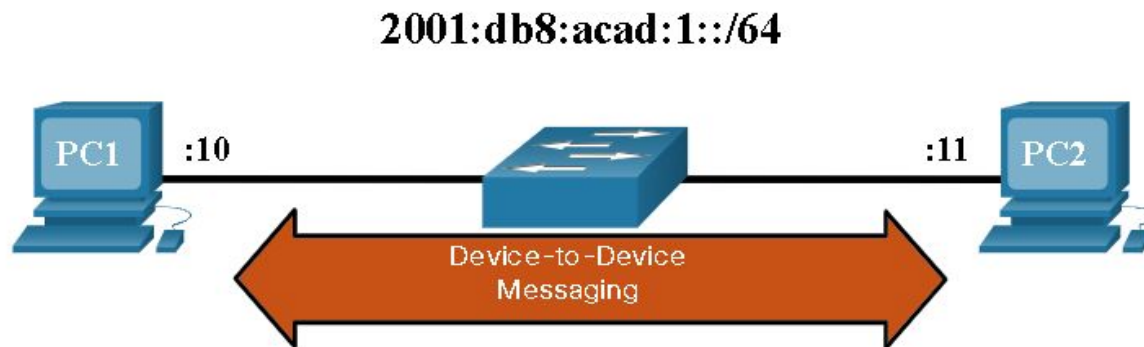 2001:db8:acad:1::/64
PC1
:10
:11
PC2
Device-to-Device
Messaging